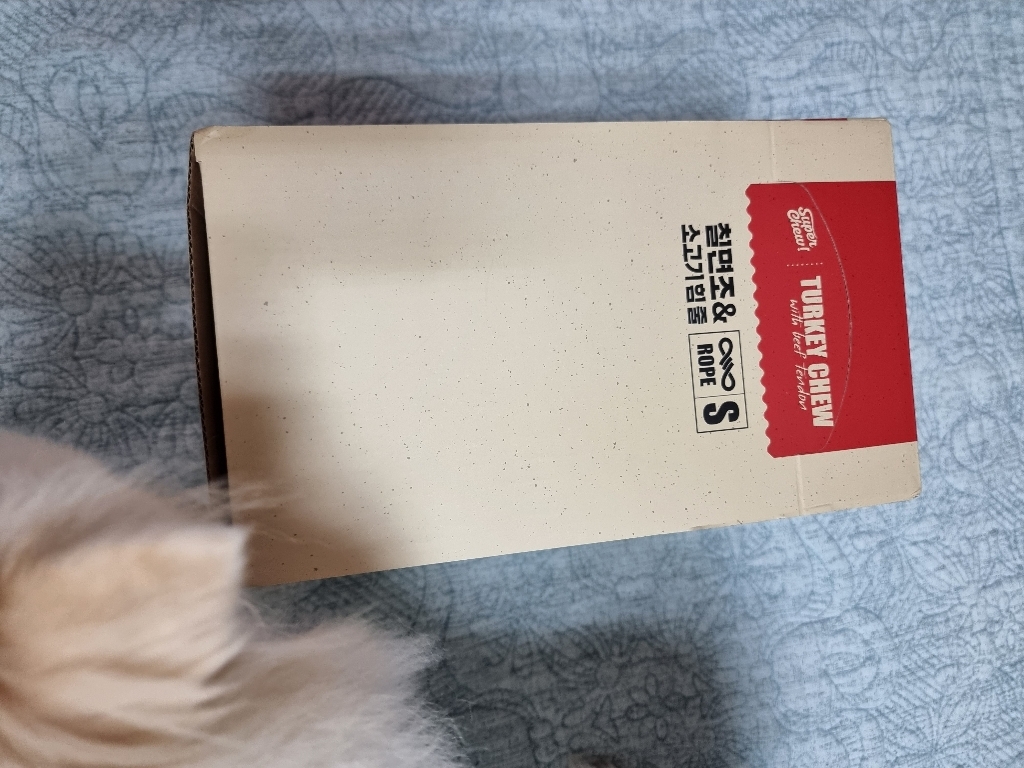 Super
Chew!
TURKEY CHEW
with beef tendon
칠면조&
소고기힘줄
ROPE
S